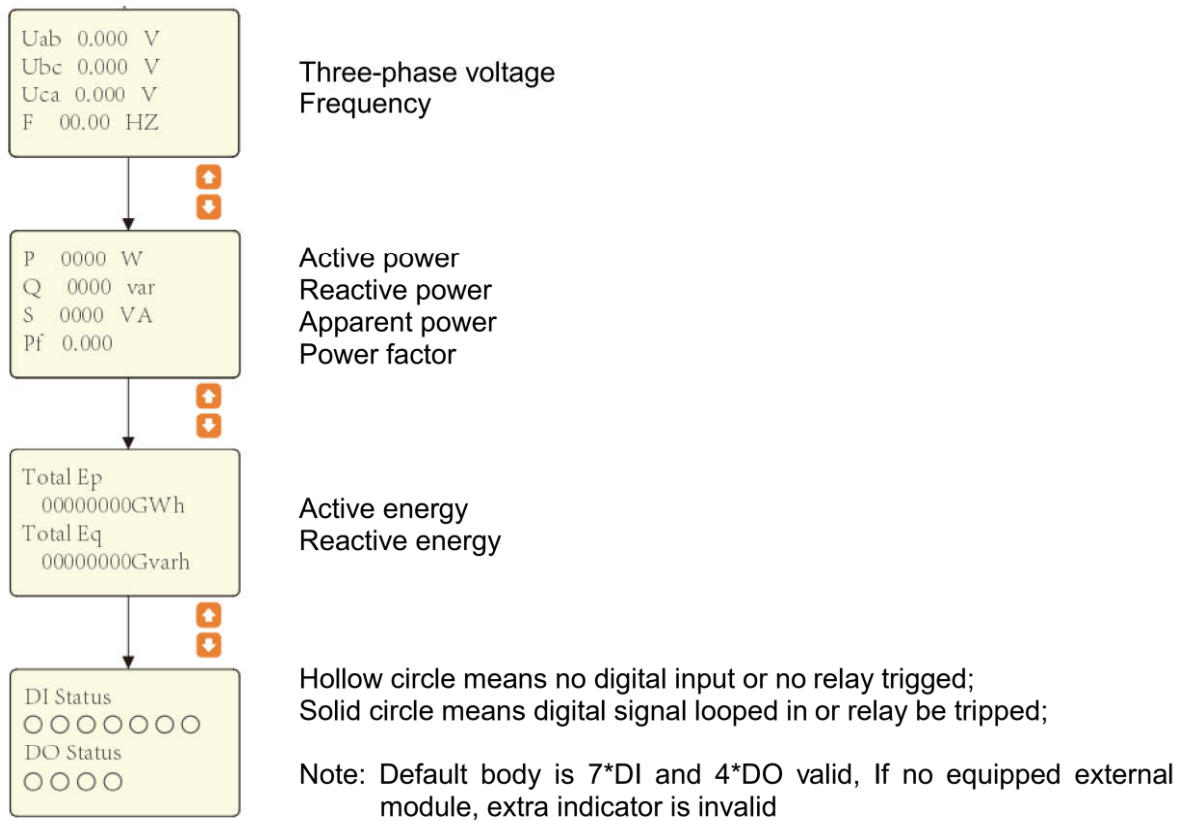 Uab 0.000 V
Ubc 0.000 V
Uca 0.000 V
F 00.00 HZ
Three-phase voltage
Frequency
P 0000 W
Q 0000 var
S 0000 VA
Pf 0.000
Active power
Reactive power
Apparent power
Power factor
Total Ep
00000000GWh
Total Eq
00000000Gvarh
Active energy
Reactive energy
DI Status
DO Status
Hollow circle means no digital input or no relay trigged;
Solid circle means digital signal looped in or relay be tripped;
Note: Default body is 7*DI and 4*DO valid, If no equipped external
module, extra indicator is invalid